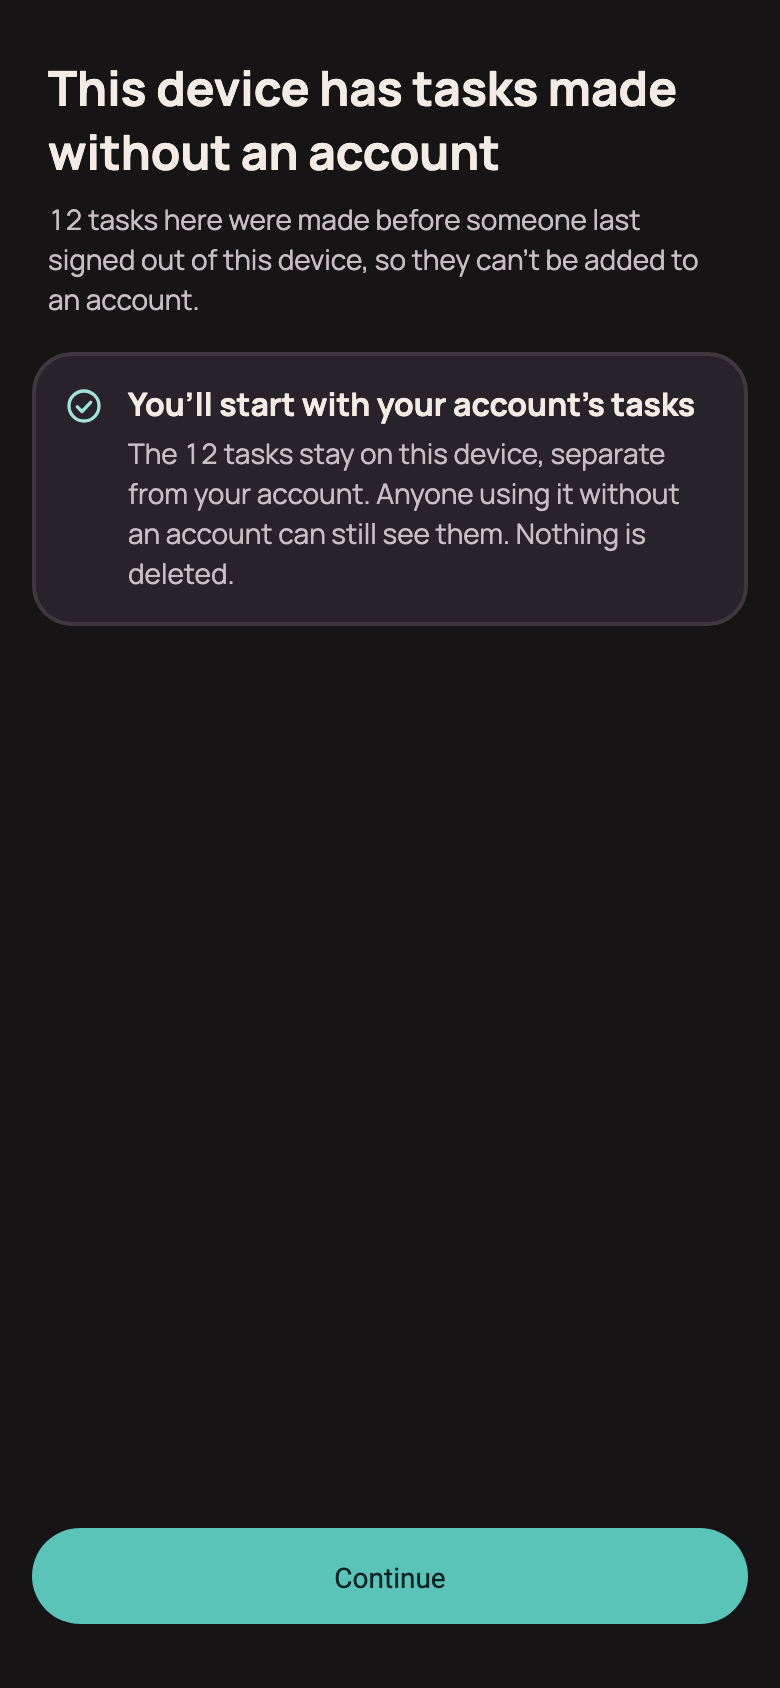 This device has tasks made
without an account
12 tasks here were made before someone last
signed out of this device, so they can’t be added to
an account.
You’ll start with your account’s tasks
The 12 tasks stay on this device, separate
from your account. Anyone using it without
an account can still see them. Nothing is
deleted.
Continue